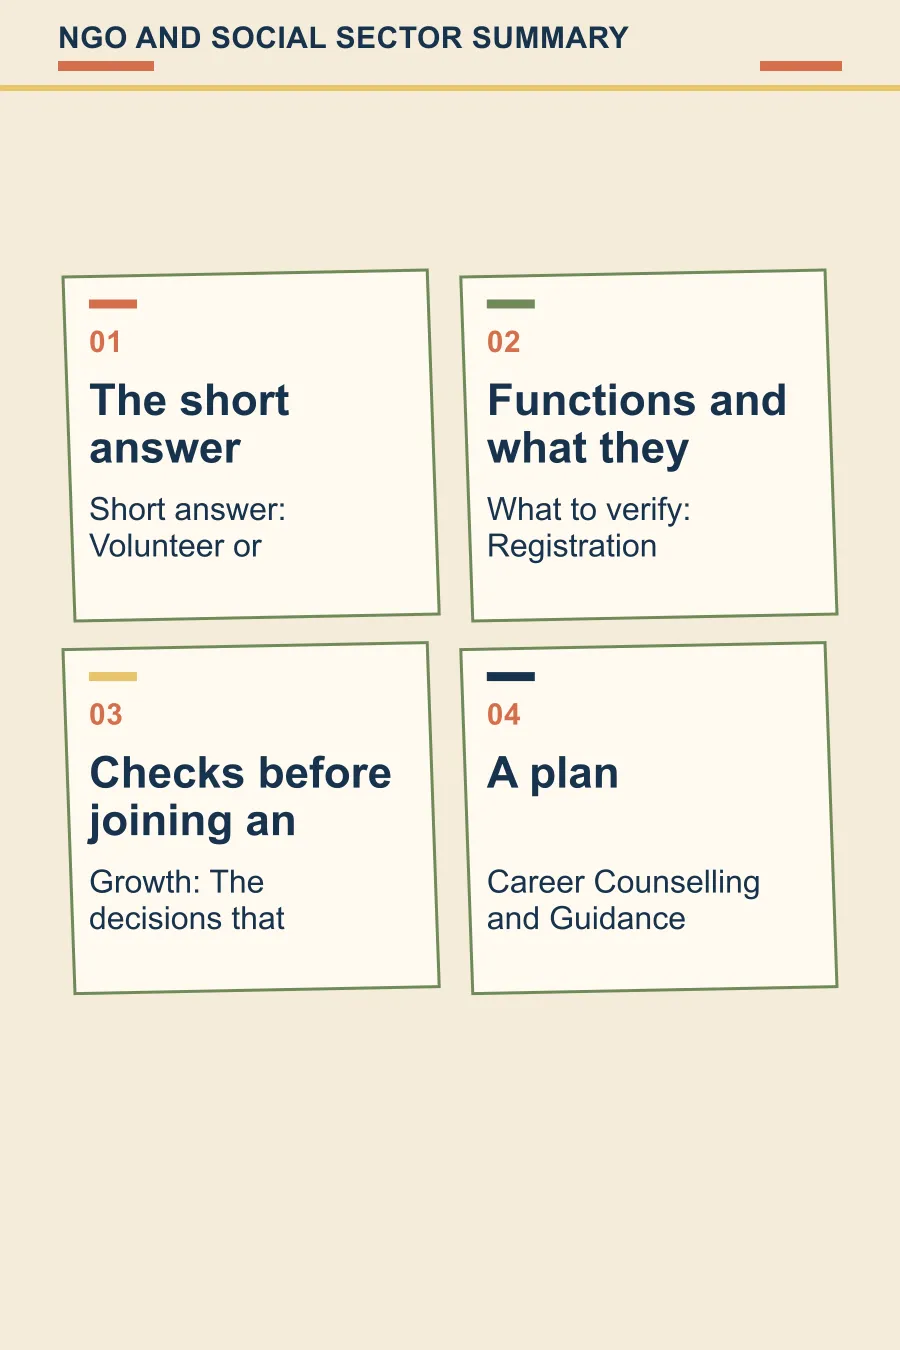 NGO AND SOCIAL SECTOR SUMMARY
01
The short
answer
Short answer:
Volunteer or
02
Functions and
what they
What to verify:
Registration
03
Checks before
joining an
Growth: The
decisions that
04
A plan
Career Counselling
and Guidance